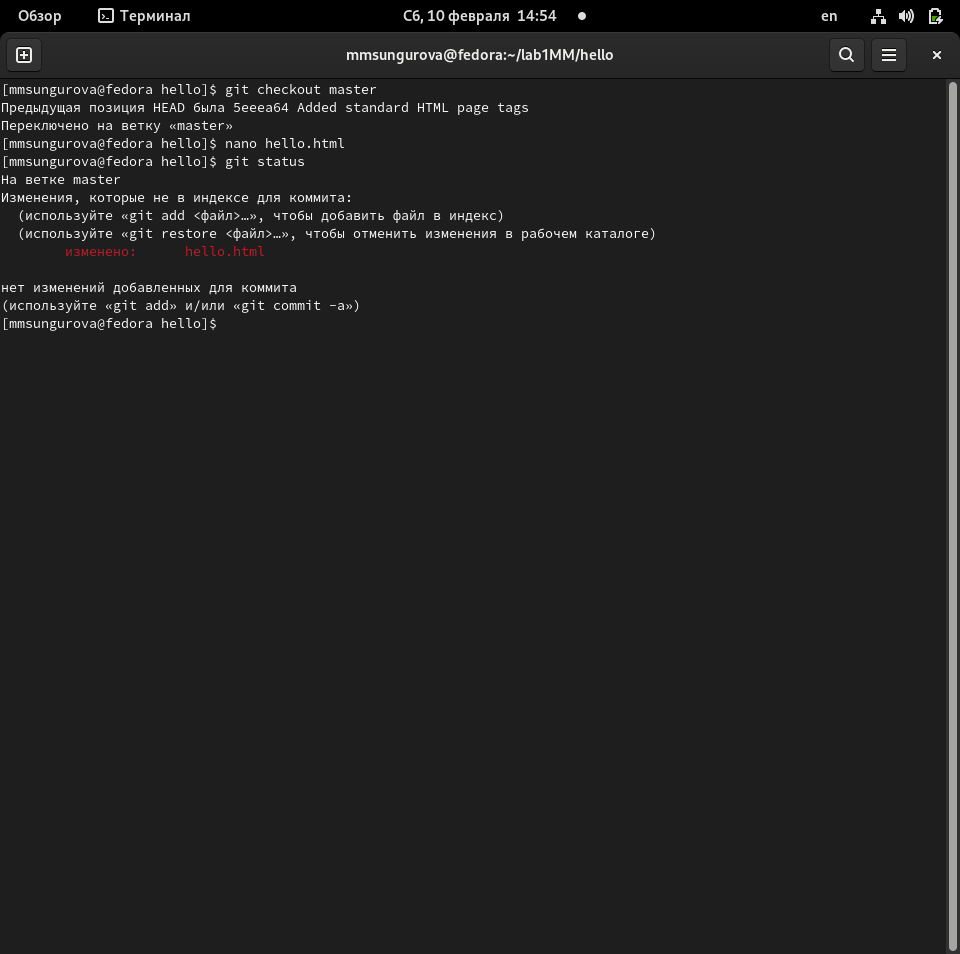 Обзор Терминал Сб, 10 февраля 14:54 en
mmsungurova@fedora:~/lab1MM/hello
[mmsungurova@fedora hello]$ git checkout master
Предыдущая позиция HEAD была 5eeea64 Added standard HTML page tags
Переключено на ветку «master»
[mmsungurova@fedora hello]$ nano hello.html
[mmsungurova@fedora hello]$ git status
На ветке master
Изменения, которые не в индексе для коммита:
  (используйте «git add <файл>…», чтобы добавить файл в индекс)
  (используйте «git restore <файл>…», чтобы отменить изменения в рабочем каталоге)
        изменено:      hello.html
нет изменений добавленных для коммита
(используйте «git add» и/или «git commit -a»)
[mmsungurova@fedora hello]$